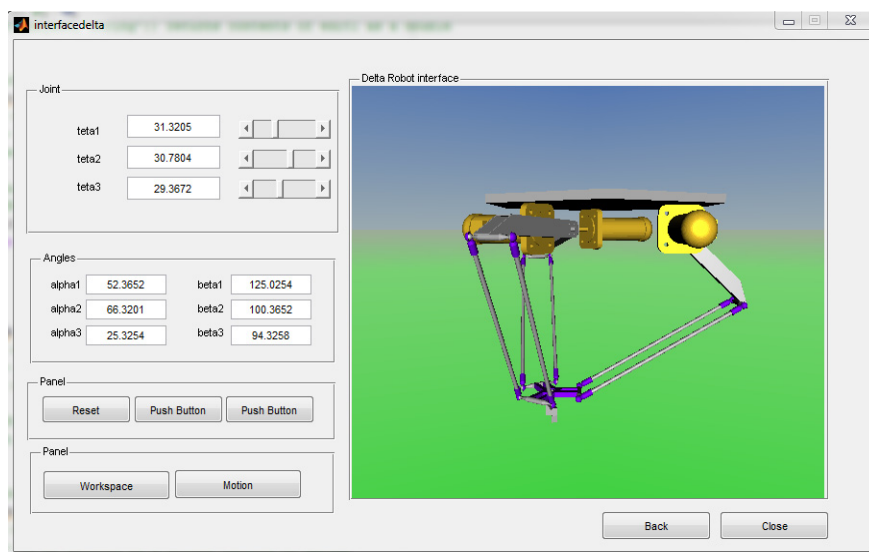 interfacedelta
Joint
teta1 31.3205
teta2 30.7804
teta3 29.3672
Angles
alpha1 52.3652 beta1 125.0254
alpha2 66.3201 beta2 100.3652
alpha3 25.3254 beta3 94.3258
Panel
Reset Push Button Push Button
Panel
Workspace Motion
Delta Robot interface
Back Close